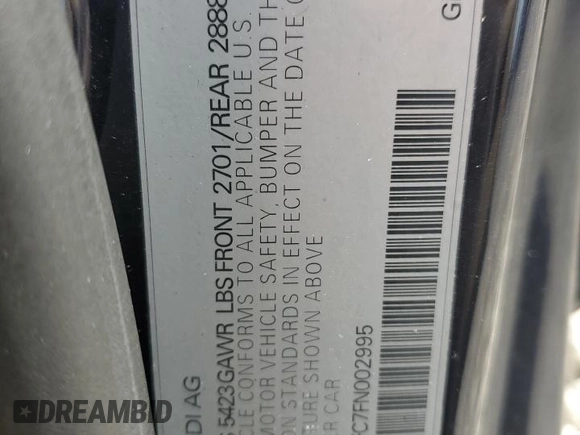 DI AG
5423GAWR LBS FRONT 2701/REAR 2888
CLE CONFORMS TO ALL APPLICABLE U.S.
MOTOR VEHICLE SAFETY, BUMPER AND TH
ON STANDARDS IN EFFECT ON THE DATE
TURE SHOWN ABOVE
R CAR
C7FN002995
G
DREAMBID